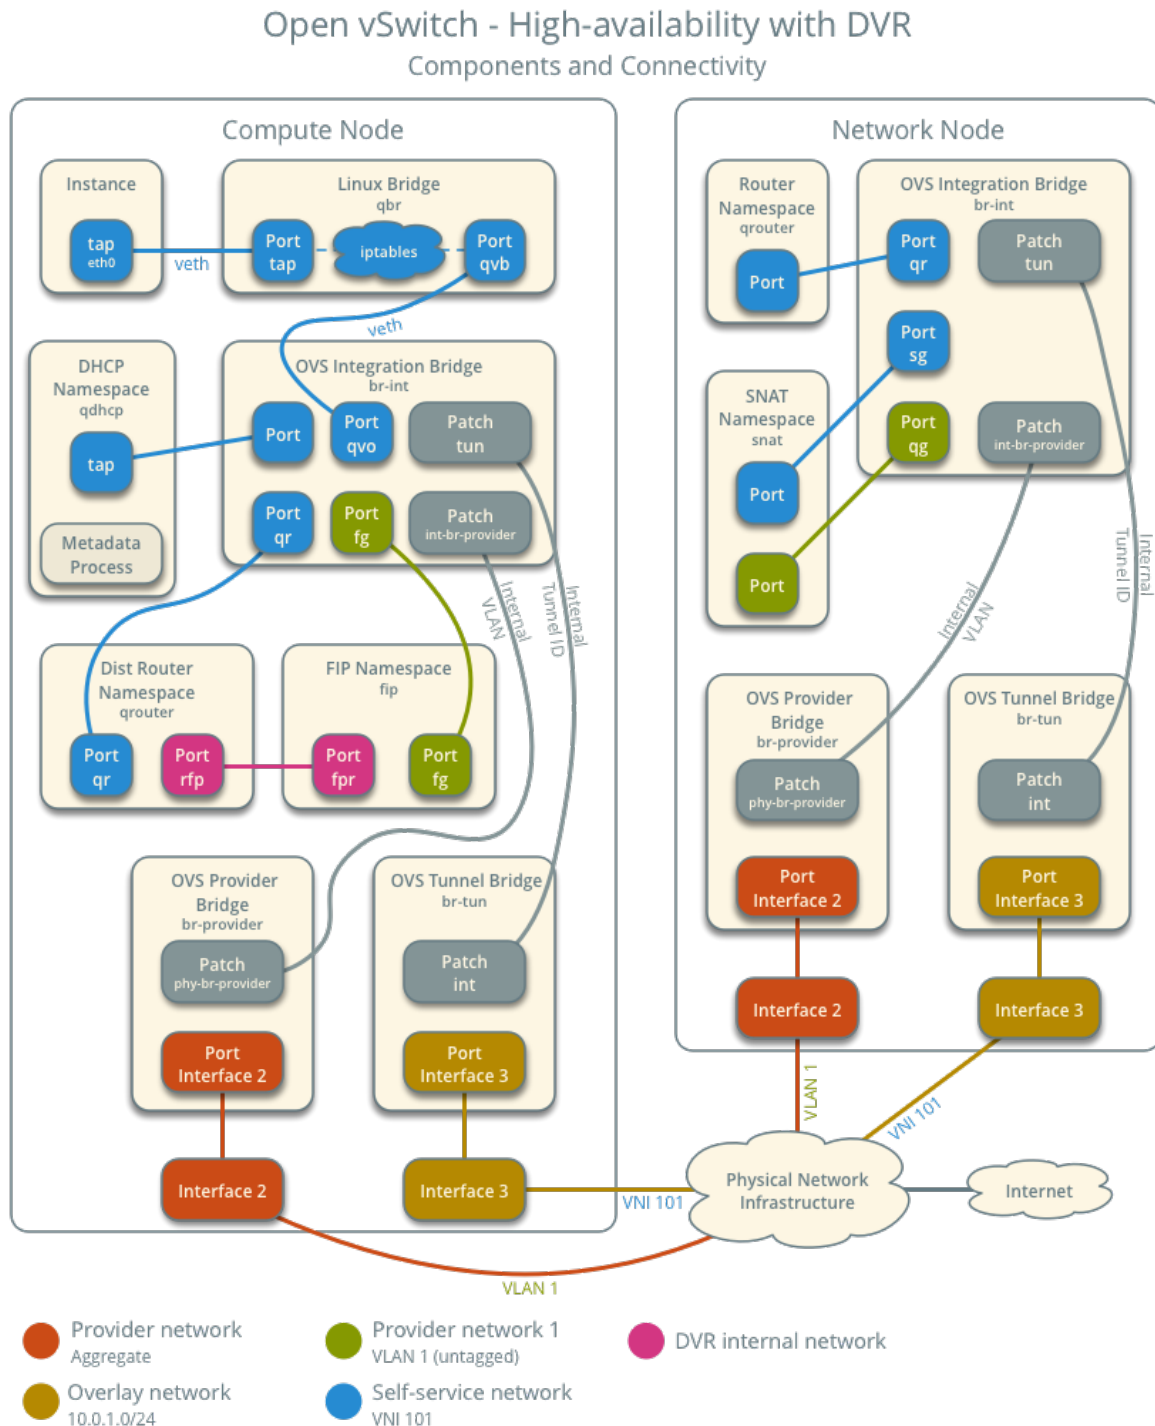 Open vSwitch - High-availability with DVR
Components and Connectivity
Compute Node
Instance
tap
eth0
veth
Linux Bridge
qbr
Port
tap
iptables
Port
qvb
veth
DHCP
Namespace
qdhcp
tap
Metadata
Process
OVS Integration Bridge
br-int
Port
Port
qvo
Patch
tun
Port
qr
Port
fg
Patch
int-br-provider
Internal
VLAN
Internal
Tunnel ID
Dist Router
Namespace
qrouter
Port
qr
Port
rfp
FIP Namespace
fip
Port
fpr
Port
fg
OVS Provider
Bridge
br-provider
Patch
phy-br-provider
Port
Interface 2
Interface 2
OVS Tunnel Bridge
br-tun
Patch
int
Port
Interface 3
Interface 3
Network Node
Router
Namespace
qrouter
Port
OVS Integration Bridge
br-int
Port
qr
Patch
tun
Port
sg
Port
qg
Patch
int-br-provider
SNAT
Namespace
snat
Port
Port
Internal
VLAN
Internal
Tunnel ID
OVS Provider
Bridge
br-provider
Patch
phy-br-provider
Port
Interface 2
Interface 2
OVS Tunnel Bridge
br-tun
Patch
int
Port
Interface 3
Interface 3
VLAN 1
VNI 101
VNI 101
Physical Network
Infrastructure
Internet
VLAN 1
Provider network
Aggregate
Provider network 1
VLAN 1 (untagged)
DVR internal network
Overlay network
10.0.1.0/24
Self-service network
VNI 101